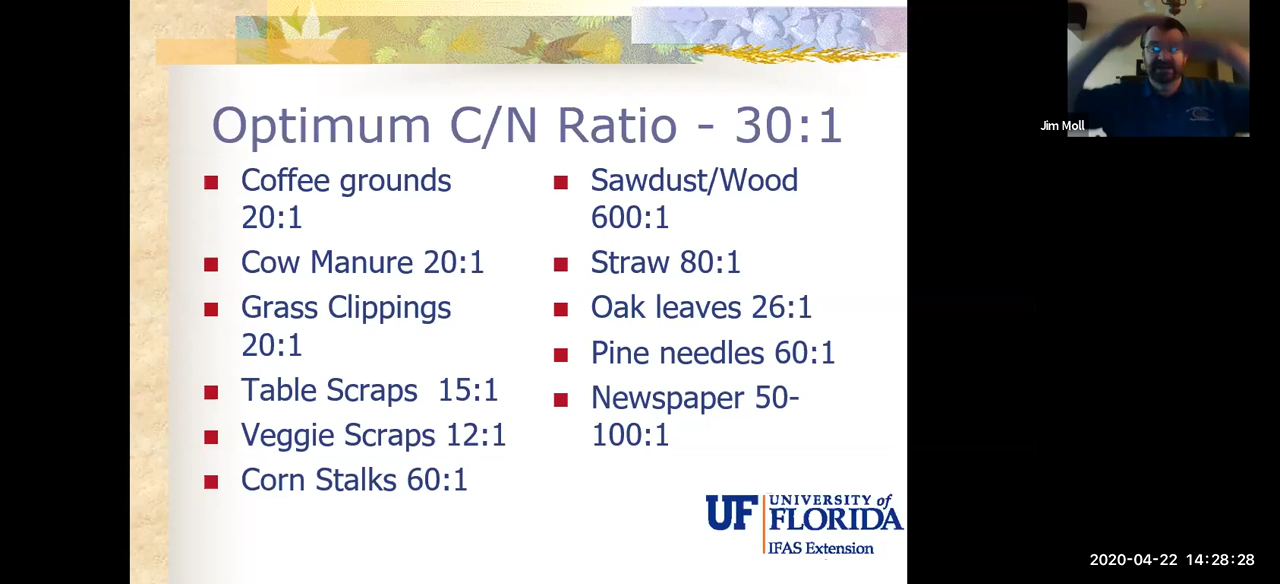 Optimum C/N Ratio - 30:1
Coffee grounds
20:1
Cow Manure 20:1
Grass Clippings
20:1
Table Scraps 15:1
Veggie Scraps 12:1
Corn Stalks 60:1
Sawdust/Wood
600:1
Straw 80:1
Oak leaves 26:1
Pine needles 60:1
Newspaper 50-
100:1
UF UNIVERSITY of
FLORIDA
IFAS Extension
Jim Moll
2020-04-22 14:28:28